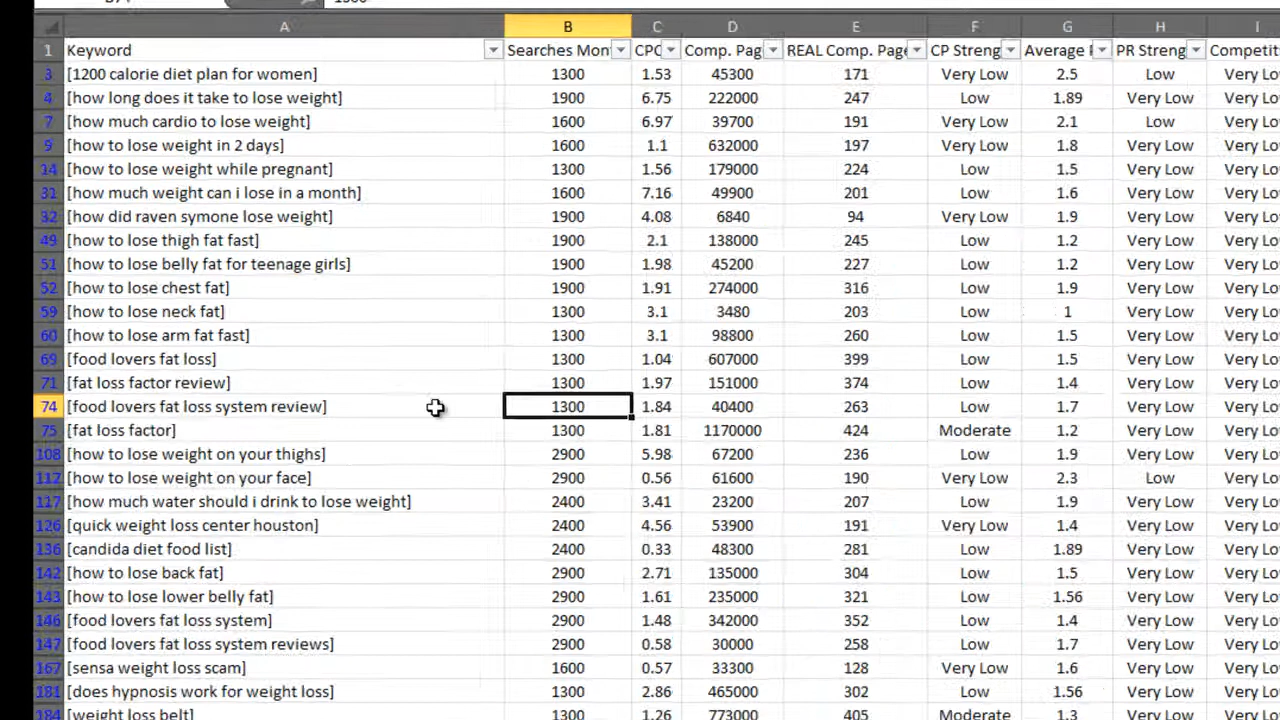 A B C D E F G H I
1 Keyword Searches Mon CPC Comp. Pag REAL Comp. Page CP Streng Average PR Streng Competit
3 [1200 calorie diet plan for women] 1300 1.53 45300 171 Very Low 2.5 Low Very Lo
4 [how long does it take to lose weight] 1900 6.75 222000 247 Low 1.89 Very Low Very Lo
7 [how much cardio to lose weight] 1600 6.97 39700 191 Very Low 2.1 Low Very Lo
9 [how to lose weight in 2 days] 1600 1.1 632000 197 Very Low 1.8 Very Low Very Lo
14 [how to lose weight while pregnant] 1300 1.56 179000 224 Low 1.5 Very Low Very Lo
31 [how much weight can i lose in a month] 1600 7.16 49900 201 Low 1.6 Very Low Very Lo
32 [how did raven symone lose weight] 1900 4.08 6840 94 Very Low 1.9 Very Low Very Lo
49 [how to lose thigh fat fast] 1900 2.1 138000 245 Low 1.2 Very Low Very Lo
51 [how to lose belly fat for teenage girls] 1900 1.98 45200 227 Low 1.2 Very Low Very Lo
52 [how to lose chest fat] 1900 1.91 274000 316 Low 1.9 Very Low Very Lo
59 [how to lose neck fat] 1300 3.1 3480 203 Low 1 Very Low Very Lo
60 [how to lose arm fat fast] 1300 3.1 98800 260 Low 1.5 Very Low Very Lo
69 [food lovers fat loss] 1300 1.04 607000 399 Low 1.5 Very Low Very Lo
71 [fat loss factor review] 1300 1.97 151000 374 Low 1.4 Very Low Very Lo
74 [food lovers fat loss system review] 1300 1.84 40400 263 Low 1.7 Very Low Very Lo
75 [fat loss factor] 1300 1.81 1170000 424 Moderate 1.2 Very Low Very Lo
108 [how to lose weight on your thighs] 2900 5.98 67200 236 Low 1.9 Very Low Very Lo
112 [how to lose weight on your face] 2900 0.56 61600 190 Very Low 2.3 Low Very Lo
117 [how much water should i drink to lose weight] 2400 3.41 23200 207 Low 1.9 Very Low Very Lo
126 [quick weight loss center houston] 2400 4.56 53900 191 Very Low 1.4 Very Low Very Lo
136 [candida diet food list] 2400 0.33 48300 281 Low 1.89 Very Low Very Lo
142 [how to lose back fat] 2900 2.71 135000 304 Low 1.5 Very Low Very Lo
143 [how to lose lower belly fat] 2900 1.61 235000 321 Low 1.56 Very Low Very Lo
146 [food lovers fat loss system] 2900 1.48 342000 352 Low 1.4 Very Low Very Lo
147 [food lovers fat loss system reviews] 2900 0.58 30000 258 Low 1.7 Very Low Very Lo
167 [sensa weight loss scam] 1600 0.57 33300 128 Very Low 1.6 Very Low Very Lo
181 [does hypnosis work for weight loss] 1300 2.86 465000 302 Low 1.56 Very Low Very Lo
184 [weight loss belt] 1300 1.26 773000 405 Moderate 1.3 Very Low Very Lo